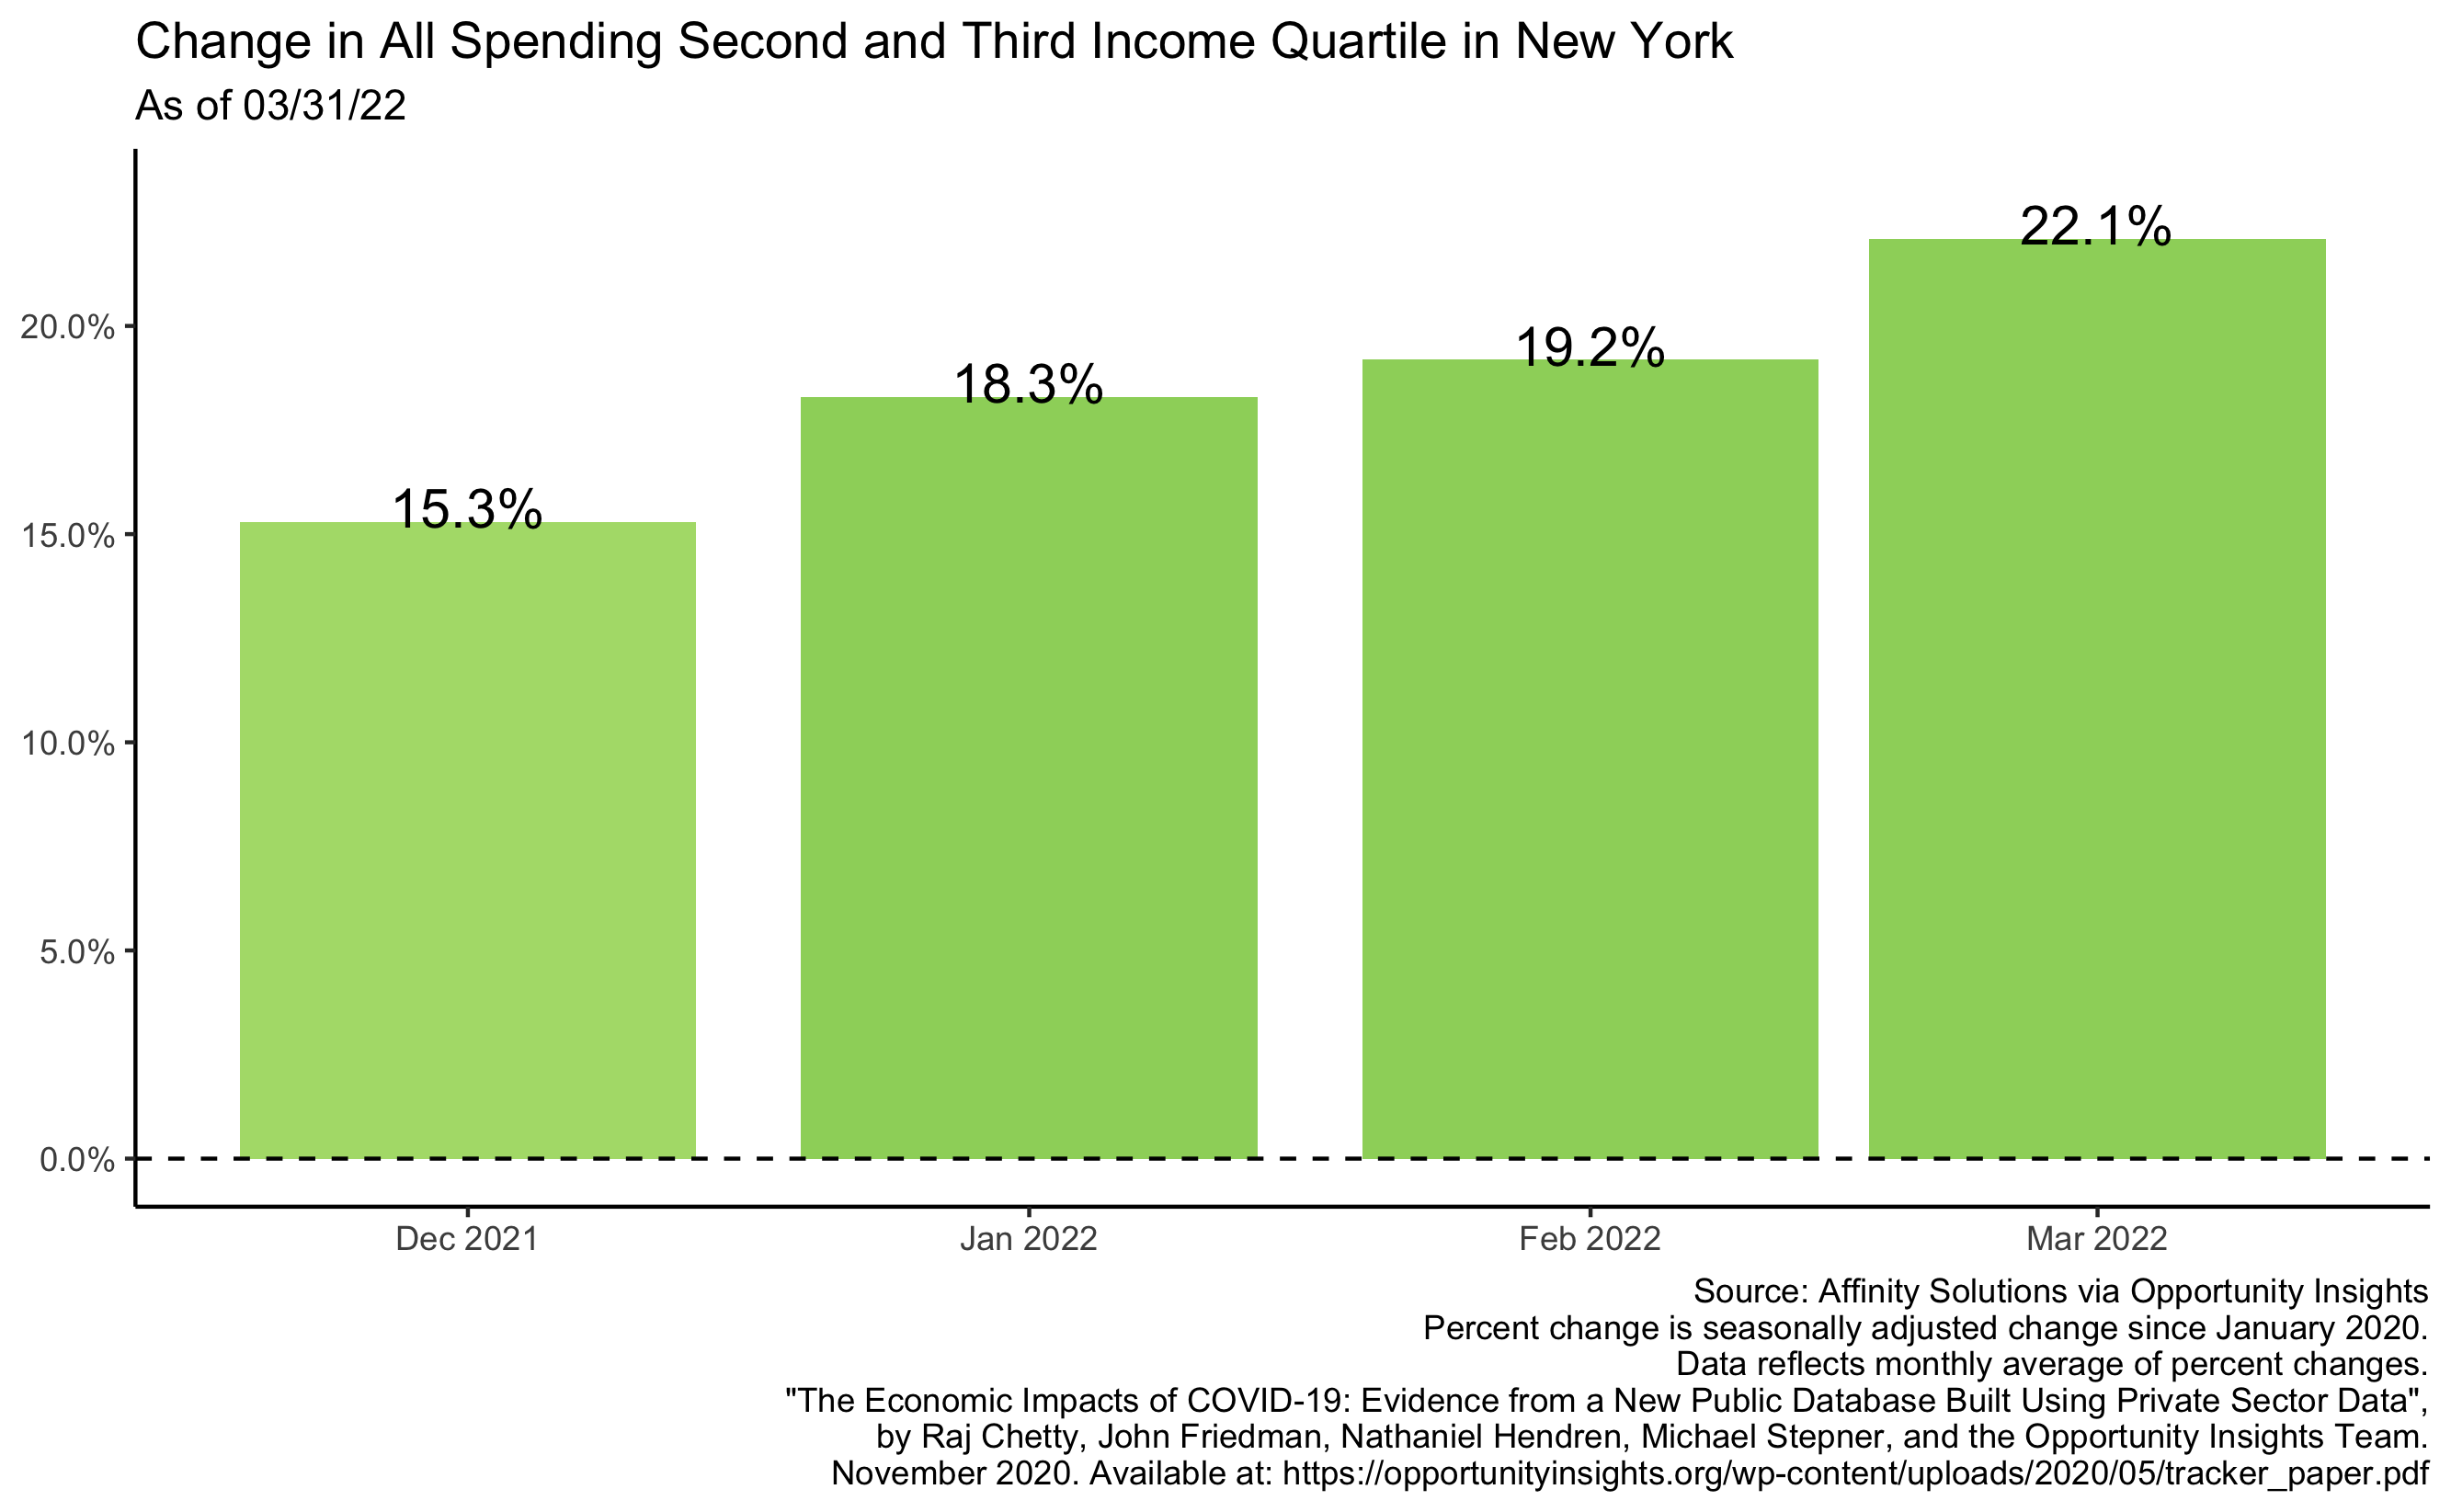 Change in All Spending Second and Third Income Quartile in New York
As of 03/31/22
22.1%
19.2%
18.3%
15.3%
20.0%
15.0%
10.0%
5.0%
0.0%
Dec 2021
Jan 2022
Feb 2022
Mar 2022
Source: Affinity Solutions via Opportunity Insights
Percent change is seasonally adjusted change since January 2020.
Data reflects monthly average of percent changes.
"The Economic Impacts of COVID-19: Evidence from a New Public Database Built Using Private Sector Data",
by Raj Chetty, John Friedman, Nathaniel Hendren, Michael Stepner, and the Opportunity Insights Team.
November 2020. Available at: https://opportunityinsights.org/wp-content/uploads/2020/05/tracker_paper.pdf